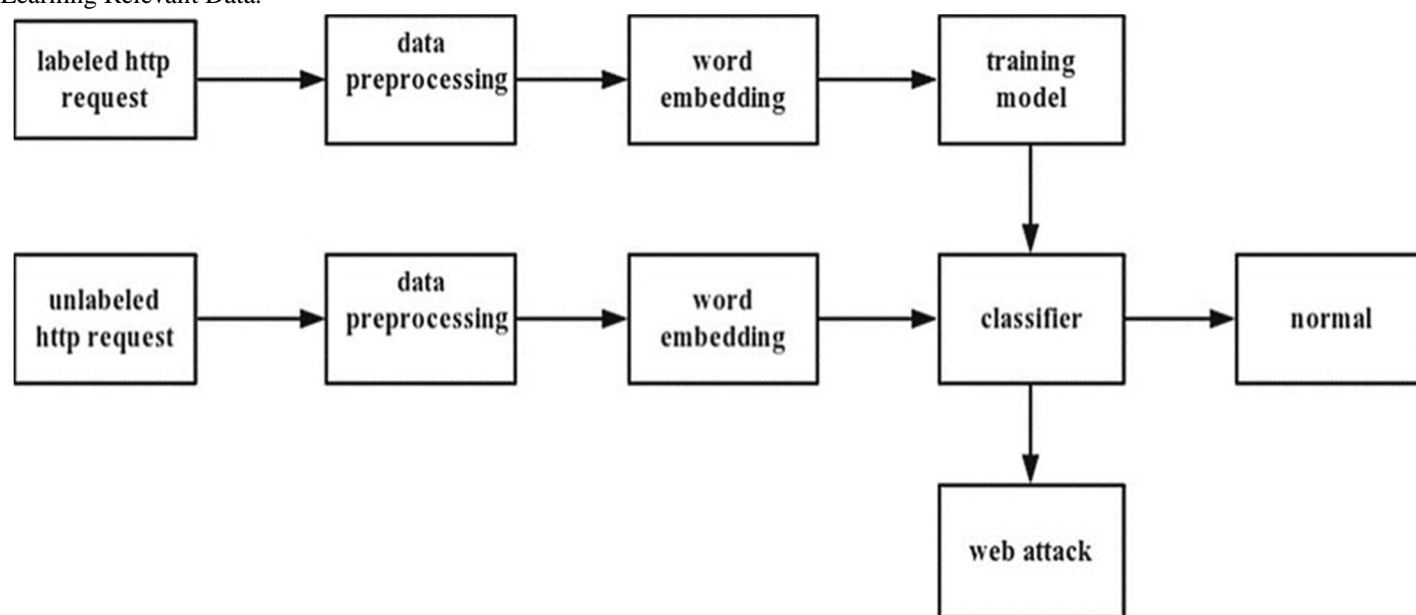 Learning Relevant Data.
labeled http
request
data
preprocessing
word
embedding
training
model
unlabeled
http request
data
preprocessing
word
embedding
classifier
normal
web attack